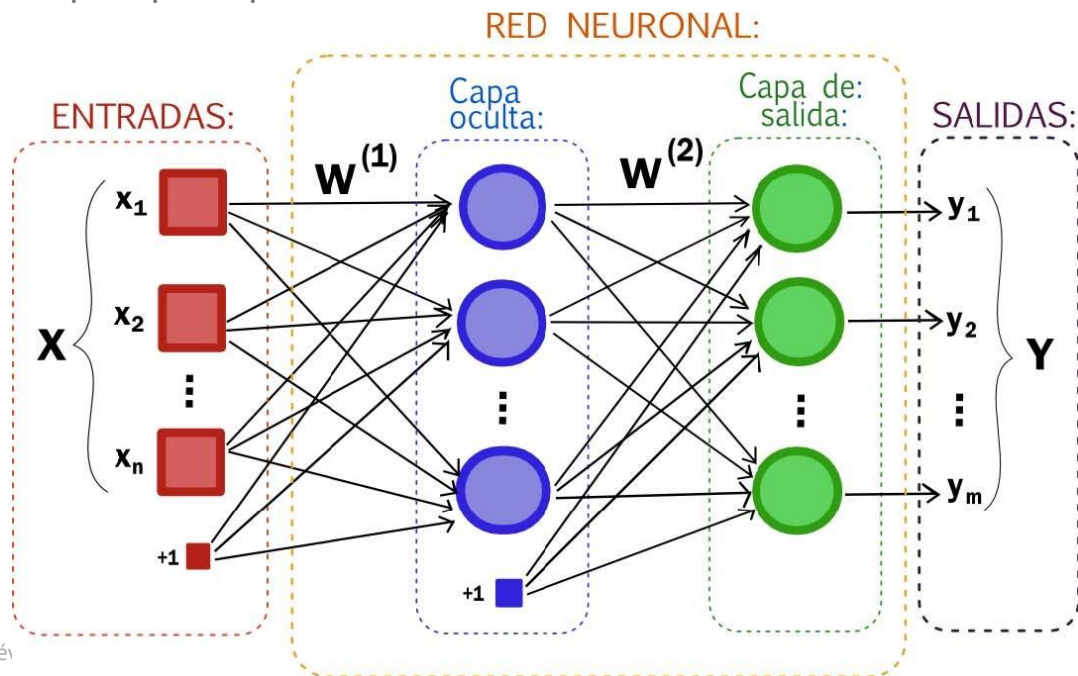 RED NEURONAL:
ENTRADAS:
Capa
oculta:
Capa de:
salida:
SALIDAS:
W(1)
W(2)
x1
x2
xn
+1
X
+1
y1
y2
ym
Y